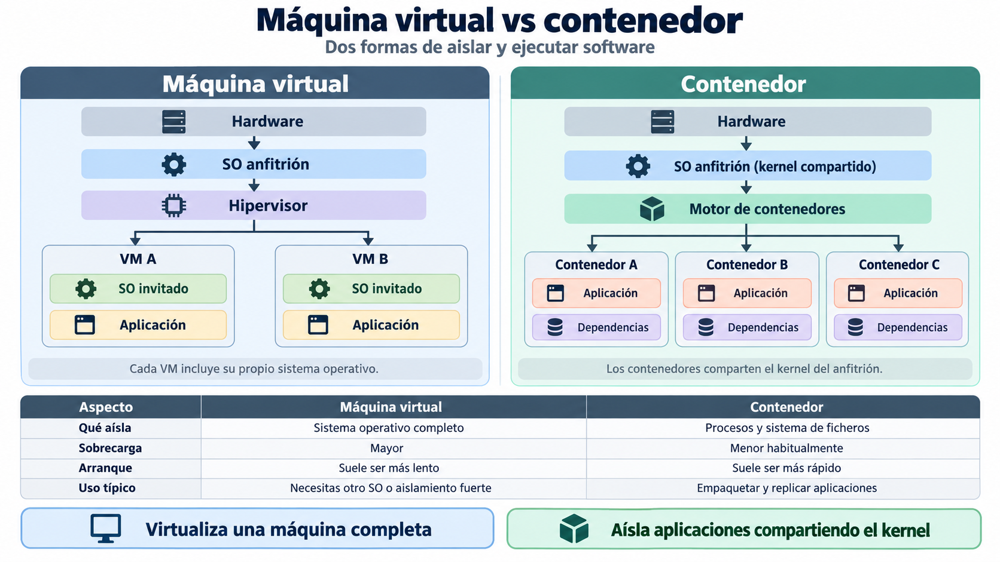 Máquina virtual vs contenedor
Dos formas de aislar y ejecutar software
Máquina virtual
Hardware
SO anfitrión
Hipervisor
VM A
SO invitado
Aplicación
VM B
SO invitado
Aplicación
Cada VM incluye su propio sistema operativo.
Contenedor
Hardware
SO anfitrión (kernel compartido)
Motor de contenedores
Contenedor A
Aplicación
Dependencias
Contenedor B
Aplicación
Dependencias
Contenedor C
Aplicación
Dependencias
Los contenedores comparten el kernel del anfitrión.
Aspecto Máquina virtual Contenedor
Qué aísla Sistema operativo completo Procesos y sistema de ficheros
Sobrecarga Mayor Menor habitualmente
Arranque Suele ser más lento Suele ser más rápido
Uso típico Necesitas otro SO o aislamiento fuerte Empaquetar y replicar aplicaciones
Virtualiza una máquina completa
Aísla aplicaciones compartiendo el kernel